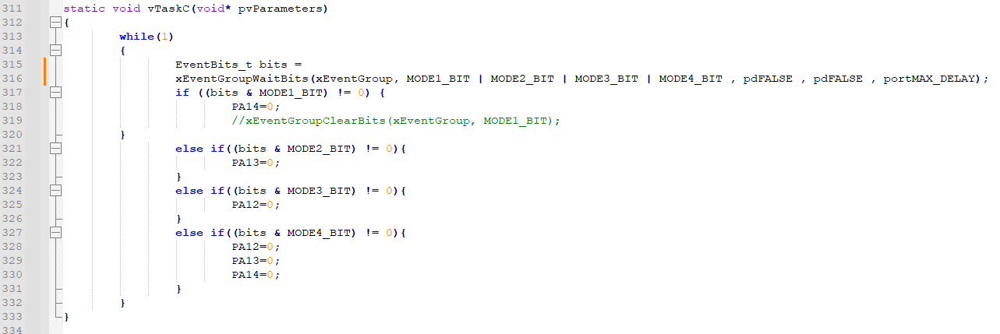 311 static void vTaskC(void* pvParameters)
312 {
313 while(1)
314 {
315 EventBits_t bits =
316 xEventGroupWaitBits(xEventGroup, MODE1_BIT | MODE2_BIT | MODE3_BIT | MODE4_BIT , pdFALSE , pdFALSE , portMAX_DELAY);
317 if ((bits & MODE1_BIT) != 0) {
318 PA14=0;
319 //xEventGroupClearBits(xEventGroup, MODE1_BIT);
320 }
321 else if((bits & MODE2_BIT) != 0){
322 PA13=0;
323 }
324 else if((bits & MODE3_BIT) != 0){
325 PA12=0;
326 }
327 else if((bits & MODE4_BIT) != 0){
328 PA12=0;
329 PA13=0;
330 PA14=0;
331 }
332 }
333 }
334